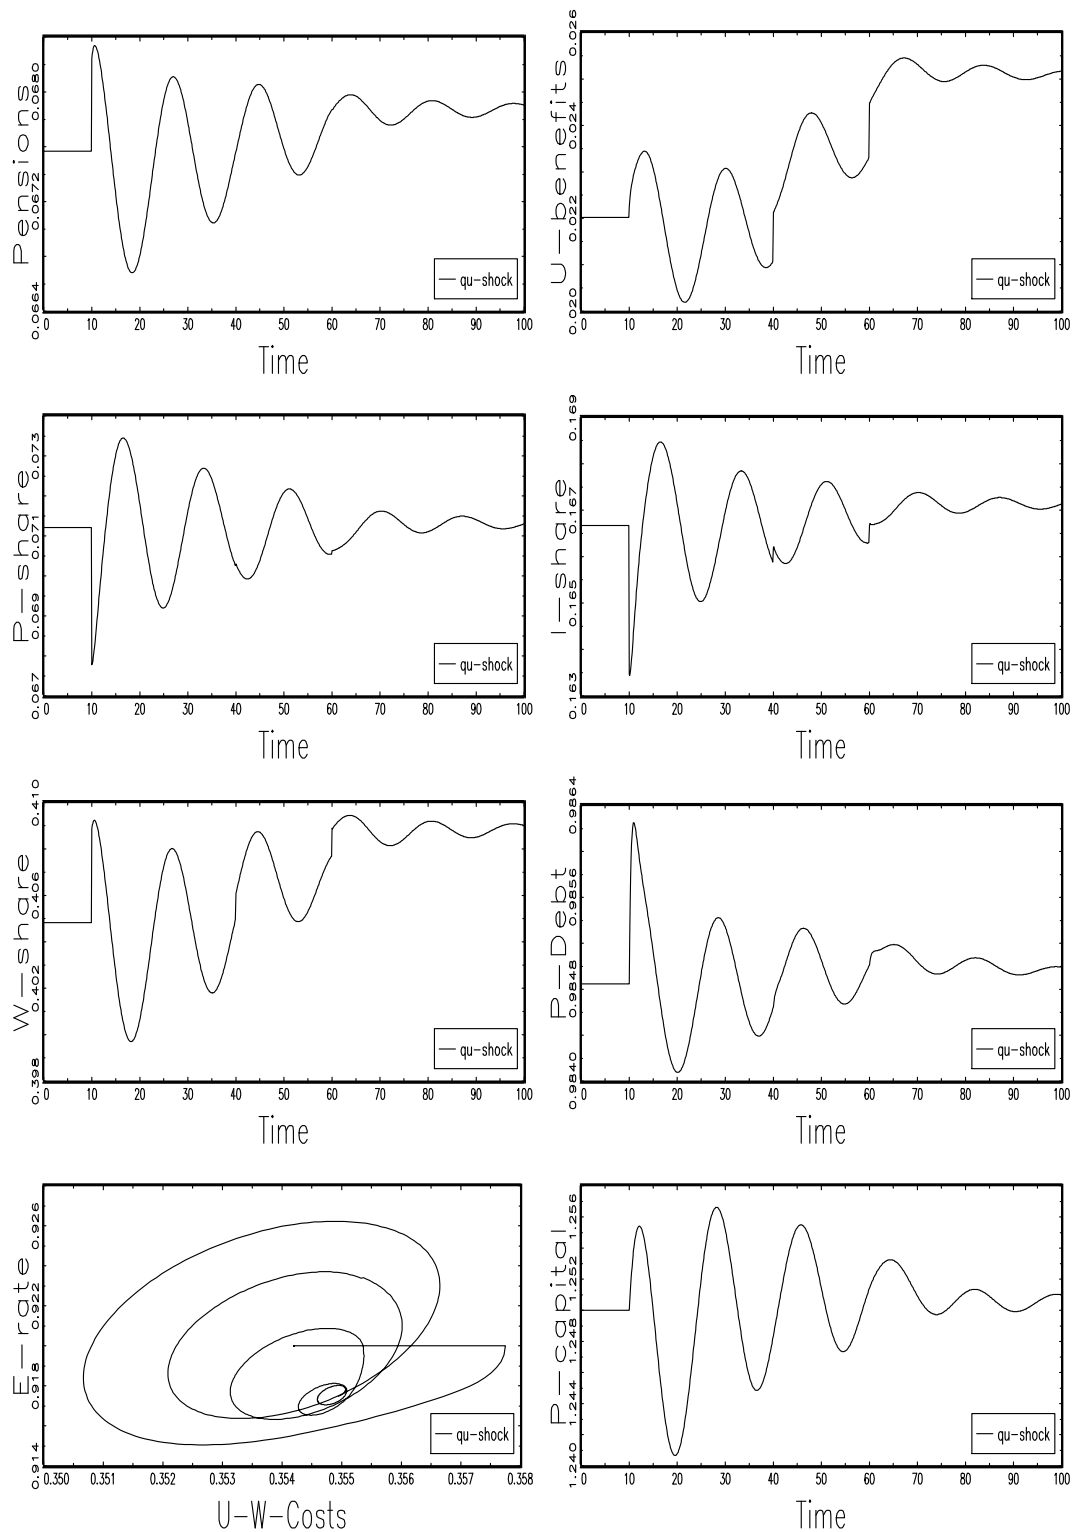 Pensions
0.0664 0.0672 0.0680
qu-shock
0 10 20 30 40 50 60 70 80 90 100
Time
U-benefits
0.020 0.022 0.024 0.026
qu-shock
0 10 20 30 40 50 60 70 80 90 100
Time
P-share
0.067 0.069 0.071 0.073
qu-shock
0 10 20 30 40 50 60 70 80 90 100
Time
I-share
0.163 0.165 0.167 0.169
qu-shock
0 10 20 30 40 50 60 70 80 90 100
Time
W-share
0.398 0.402 0.406 0.410
qu-shock
0 10 20 30 40 50 60 70 80 90 100
Time
P-Debt
0.9840 0.9848 0.9856 0.9864
qu-shock
0 10 20 30 40 50 60 70 80 90 100
Time
E-rate
0.914 0.918 0.922 0.926
qu-shock
0.350 0.351 0.352 0.353 0.354 0.355 0.356 0.357 0.358
U-W-Costs
P-capital
1.240 1.244 1.248 1.252 1.256
qu-shock
0 10 20 30 40 50 60 70 80 90 100
Time